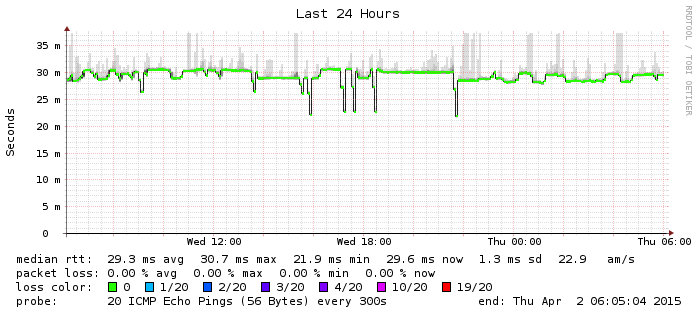 Last 24 Hours
RRDTOOL / TOBI OETIKER
Seconds
35 m
30 m
25 m
20 m
15 m
10 m
5 m
0
Wed 12:00 Wed 18:00 Thu 00:00 Thu 06:00
median rtt: 29.3 ms avg 30.7 ms max 21.9 ms min 29.6 ms now 1.3 ms sd 22.9 am/s
packet loss: 0.00 % avg 0.00 % max 0.00 % min 0.00 % now
loss color: 0 1/20 2/20 3/20 4/20 10/20 19/20
probe: 20 ICMP Echo Pings (56 Bytes) every 300s end: Thu Apr 2 06:05:04 2015